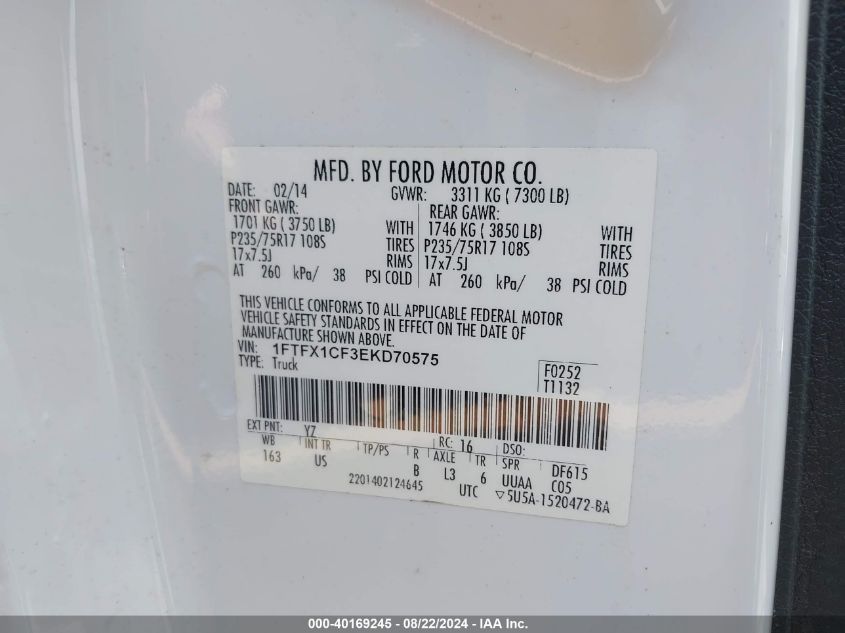 MFD. BY FORD MOTOR CO.
DATE: 02/14 GVWR: 3311 KG ( 7300 LB)
FRONT GAWR: REAR GAWR:
1701 KG ( 3750 LB) WITH 1746 KG ( 3850 LB) WITH
P235/75R17 108S TIRES P235/75R17 108S TIRES
17x7.5J RIMS 17x7.5J RIMS
AT 260 kPa/ 38 PSI COLD AT 260 kPa/ 38 PSI COLD
THIS VEHICLE CONFORMS TO ALL APPLICABLE FEDERAL MOTOR
VEHICLE SAFETY STANDARDS IN EFFECT ON THE DATE OF
MANUFACTURE SHOWN ABOVE.
VIN: 1FTFX1CF3EKD70575
TYPE: Truck
F0252
T1132
EXT PNT: YZ RC: 16 DSO:
WB INT TR TP/PS R AXLE TR SPR DF615
163 US B L3 6 UUAA C05
2201402124645 UTC ▽5U5A-1520472-BA
000-40169245 - 08/22/2024 - IAA Inc.